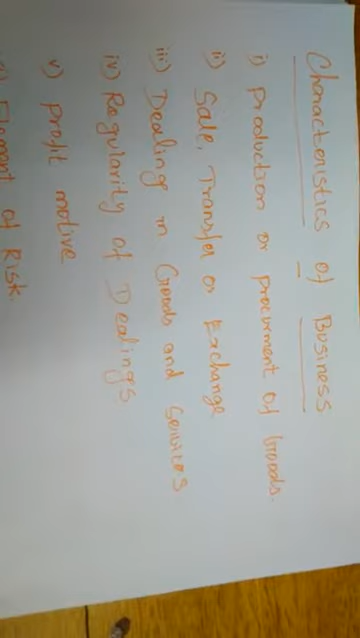 Characteristics of Business
i) Production or procurment of Goods.
ii) Sale, Transfer or Exchange
iii) Dealing in Goods and Services
iv) Regularity of Dealings
v) Profit motive
Element of Risk.